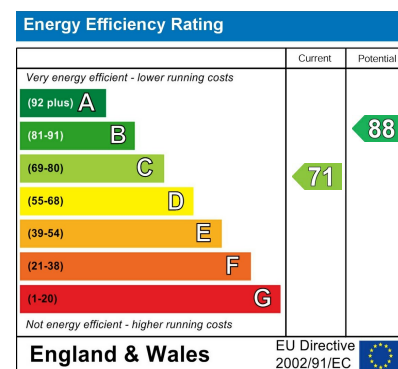 Energy Efficiency Rating
Current Potential
Very energy efficient - lower running costs
(92 plus) A
(81-91) B
88
(69-80) C
71
(55-68) D
(39-54) E
(21-38) F
(1-20) G
Not energy efficient - higher running costs
England & Wales
EU Directive
2002/91/EC